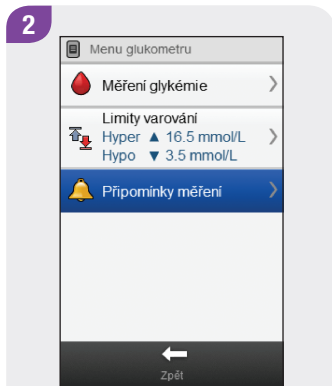 2
Menu glukometru
Měření glykémie
Limity varování
Hyper ▲ 16.5 mmol/L
Hypo ▼ 3.5 mmol/L
Připomínky měření
Zpět